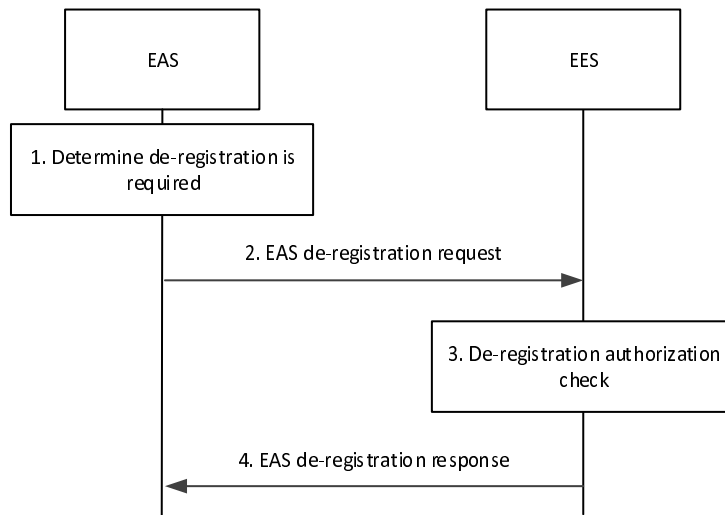 EAS
EES
1. Determine de-registration is
required
2. EAS de-registration request
3. De-registration authorization
check
4. EAS de-registration response